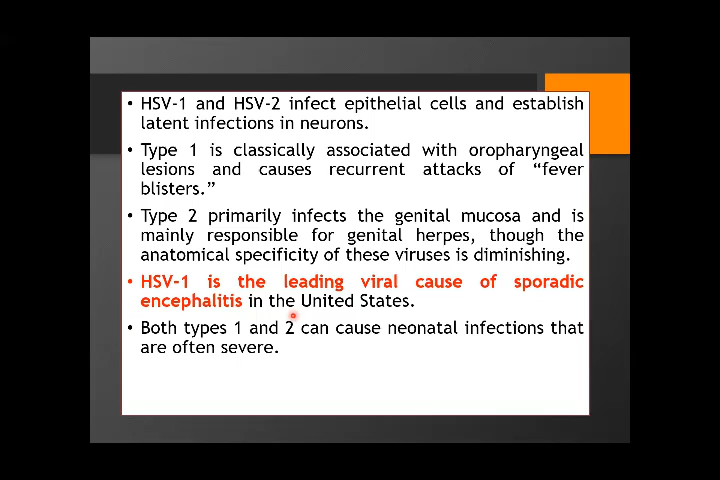 • HSV-1 and HSV-2 infect epithelial cells and establish
latent infections in neurons.
• Type 1 is classically associated with oropharyngeal
lesions and causes recurrent attacks of “fever
blisters.”
• Type 2 primarily infects the genital mucosa and is
mainly responsible for genital herpes, though the
anatomical specificity of these viruses is diminishing.
• HSV-1 is the leading viral cause of sporadic
encephalitis in the United States.
• Both types 1 and 2 can cause neonatal infections that
are often severe.